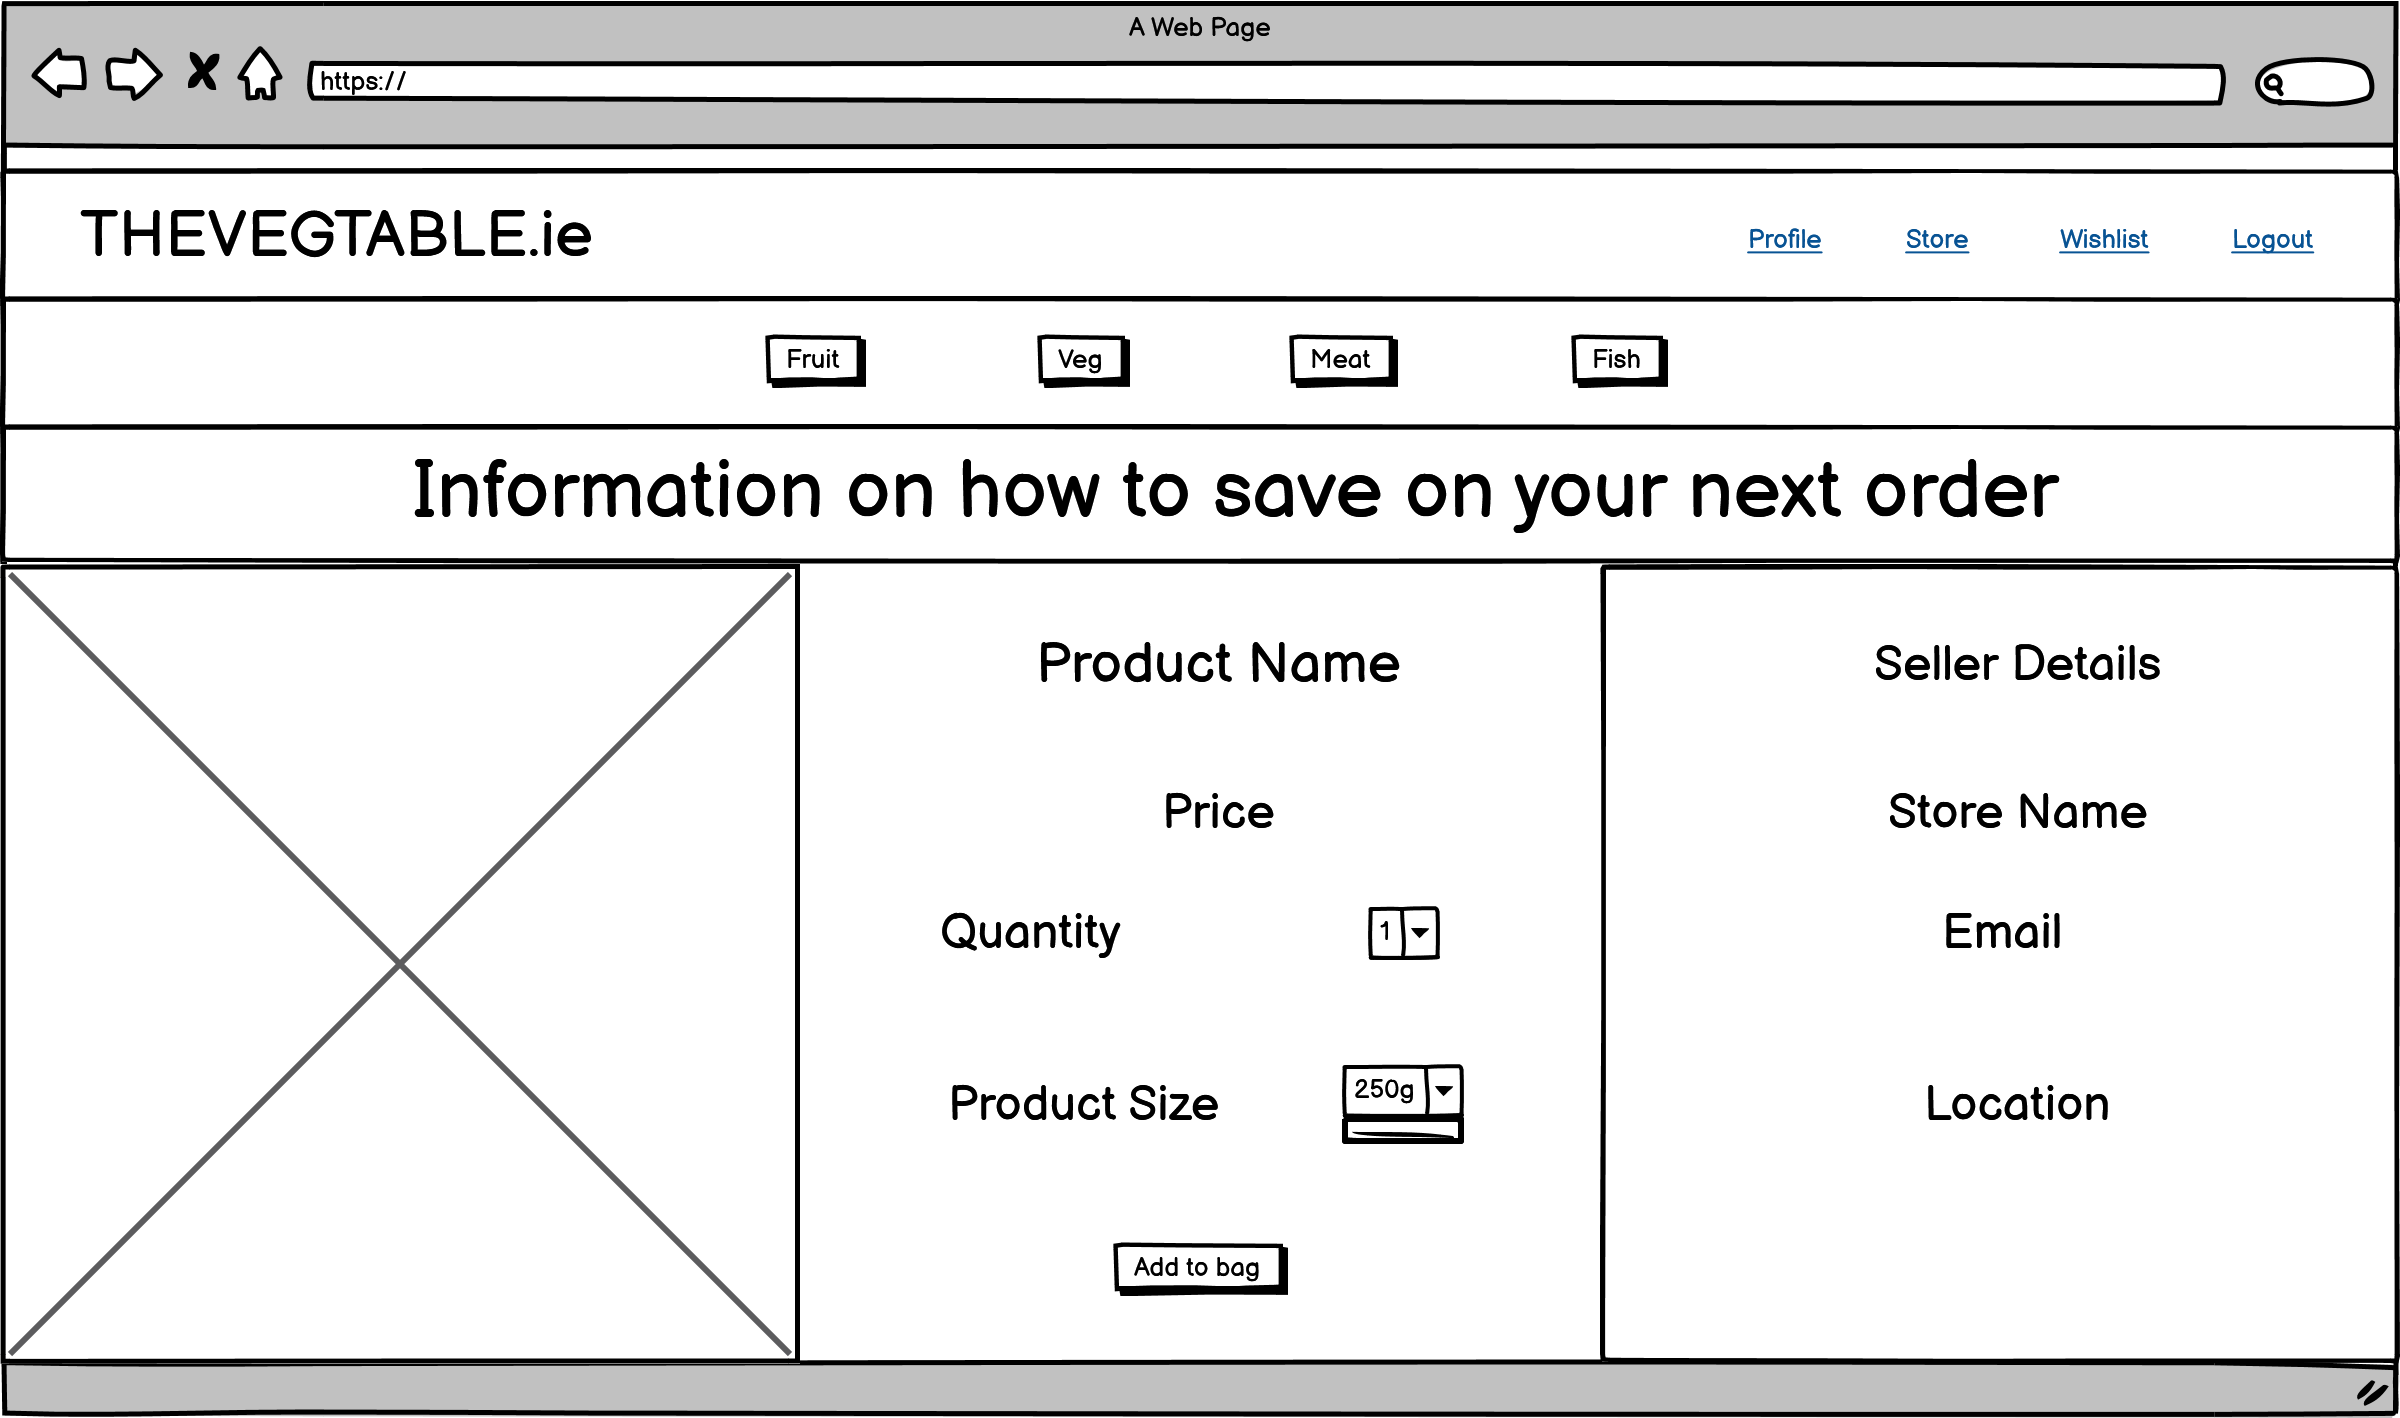 A Web Page
https://
THEVEGTABLE.ie
Profile Store Wishlist Logout
Fruit Veg Meat Fish
Information on how to save on your next order
Product Name
Price
Quantity 1
Product Size 250g
Add to bag
Seller Details
Store Name
Email
Location